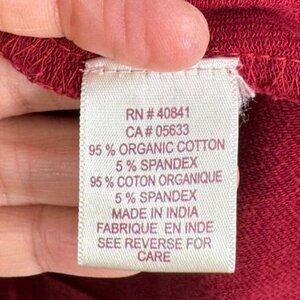 RN # 40841
CA # 05633
95 % ORGANIC COTTON
5 % SPANDEX
95 % COTON ORGANIQUE
5 % SPANDEX
MADE IN INDIA
FABRIQUE EN INDE
SEE REVERSE FOR
CARE